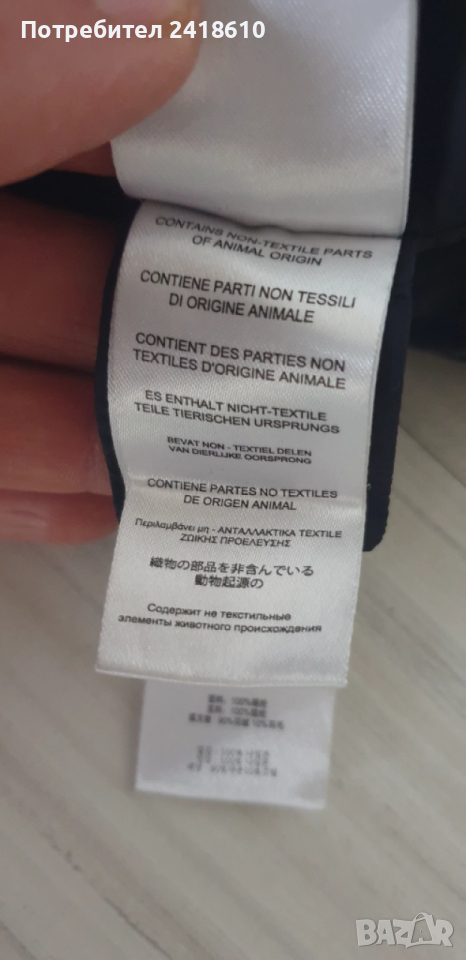 Потребител 2418610
CONTAINS NON-TEXTILE PARTS
OF ANIMAL ORIGIN
CONTIENE PARTI NON TESSILI
DI ORIGINE ANIMALE
CONTIENT DES PARTIES NON
TEXTILES D'ORIGINE ANIMALE
ES ENTHALT NICHT-TEXTILE
TEILE TIERISCHEN URSPRUNGS
BEVAT NON - TEXTIEL DELEN
VAN DIERLIJKE OORSPRONG
CONTIENE PARTES NO TEXTILES
DE ORIGEN ANIMAL
Περιλαμβάνει μη - ΑΝΤΑΛΛΑΚΤΙΚΑ TEXTILE
ΖΩΙΚΗΣ ΠΡΟΕΛΕΥΣΗΣ
織物の部品を非含んでいる
動物起源の
Содержит не текстильные
элементы животного происхождения
BAZAR